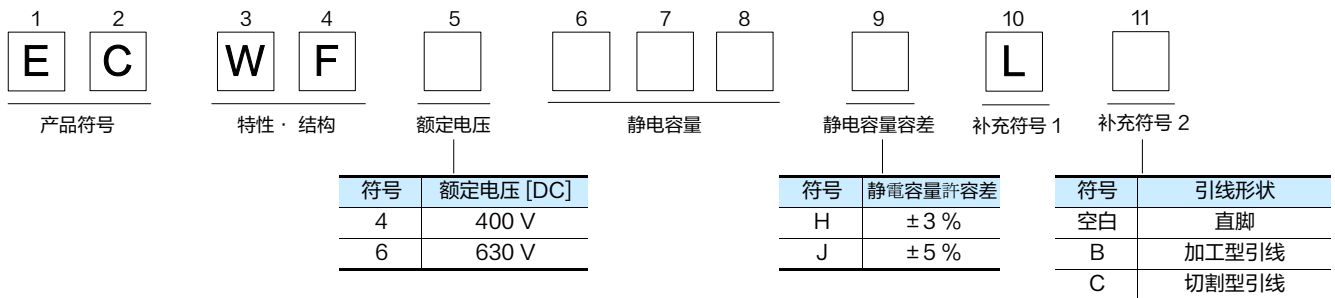 1 2 3 4 5 6 7 8 9 10 11
E C W F L
产品符号 特性・结构 额定电压 静电容量 静电容量容差 补充符号 1 补充符号 2
符号 额定电压 [DC]
4 400 V
6 630 V
符号 静電容量許容差
H ±3 %
J ±5 %
符号 引线形状
空白 直脚
B 加工型引线
C 切割型引线